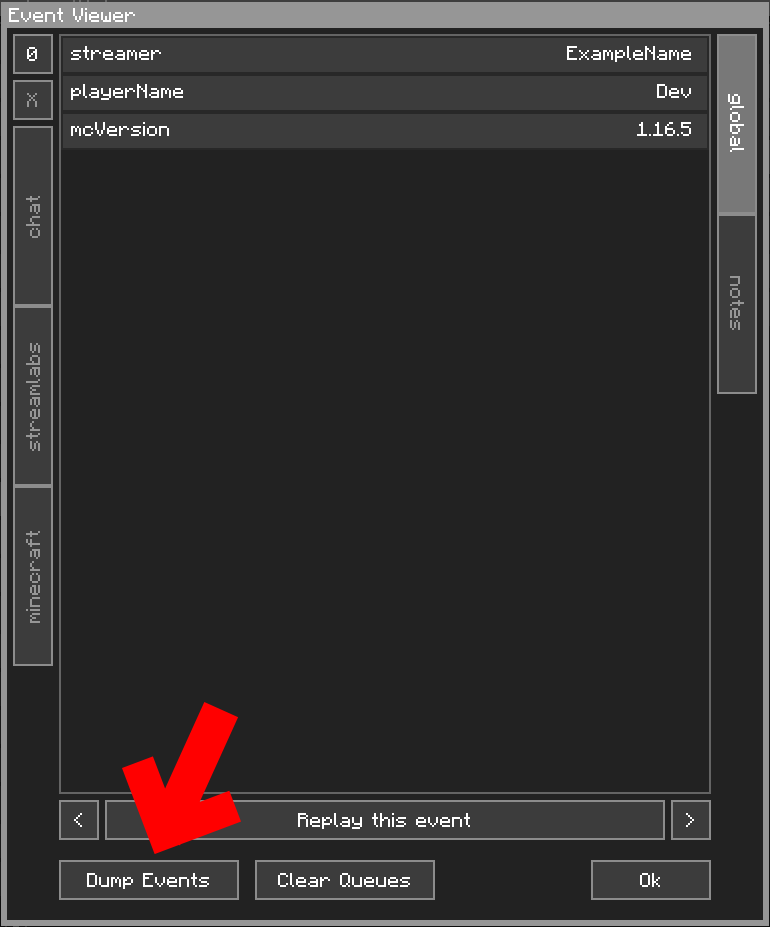 Event Viewer
0
X
chat
streamlabs
minecraft
streamer ExampleName
playerName Dev
mcVersion 1.16.5
global
notes
< Replay this event >
Dump Events Clear Queues Ok